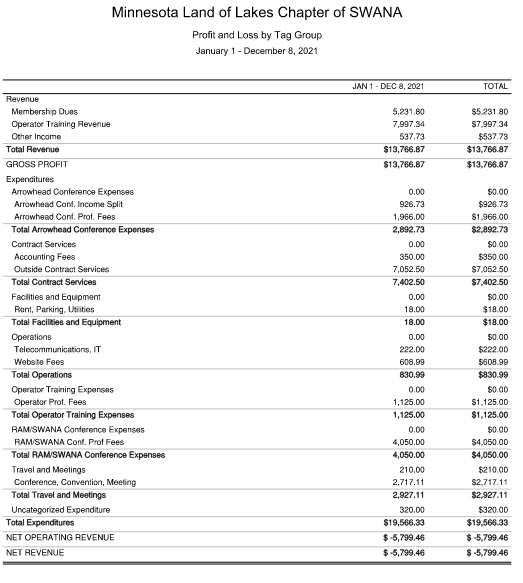 Minnesota Land of Lakes Chapter of SWANA
Profit and Loss by Tag Group
January 1 - December 8, 2021
JAN 1 - DEC 8, 2021 TOTAL
Revenue
Membership Dues 5,231.80 $5,231.80
Operator Training Revenue 7,997.34 $7,997.34
Other Income 537.73 $537.73
Total Revenue $13,766.87 $13,766.87
GROSS PROFIT $13,766.87 $13,766.87
Expenditures
Arrowhead Conference Expenses 0.00 $0.00
Arrowhead Conf. Income Split 926.73 $926.73
Arrowhead Conf. Prof. Fees 1,966.00 $1,966.00
Total Arrowhead Conference Expenses 2,892.73 $2,892.73
Contract Services 0.00 $0.00
Accounting Fees 350.00 $350.00
Outside Contract Services 7,052.50 $7,052.50
Total Contract Services 7,402.50 $7,402.50
Facilities and Equipment 0.00 $0.00
Rent, Parking, Utilities 18.00 $18.00
Total Facilities and Equipment 18.00 $18.00
Operations 0.00 $0.00
Telecommunications, IT 222.00 $222.00
Website Fees 608.99 $608.99
Total Operations 830.99 $830.99
Operator Training Expenses 0.00 $0.00
Operator Prof. Fees 1,125.00 $1,125.00
Total Operator Training Expenses 1,125.00 $1,125.00
RAM/SWANA Conference Expenses 0.00 $0.00
RAM/SWANA Conf. Prof Fees 4,050.00 $4,050.00
Total RAM/SWANA Conference Expenses 4,050.00 $4,050.00
Travel and Meetings 210.00 $210.00
Conference, Convention, Meeting 2,717.11 $2,717.11
Total Travel and Meetings 2,927.11 $2,927.11
Uncategorized Expenditure 320.00 $320.00
Total Expenditures $19,566.33 $19,566.33
NET OPERATING REVENUE $ -5,799.46 $ -5,799.46
NET REVENUE $ -5,799.46 $ -5,799.46